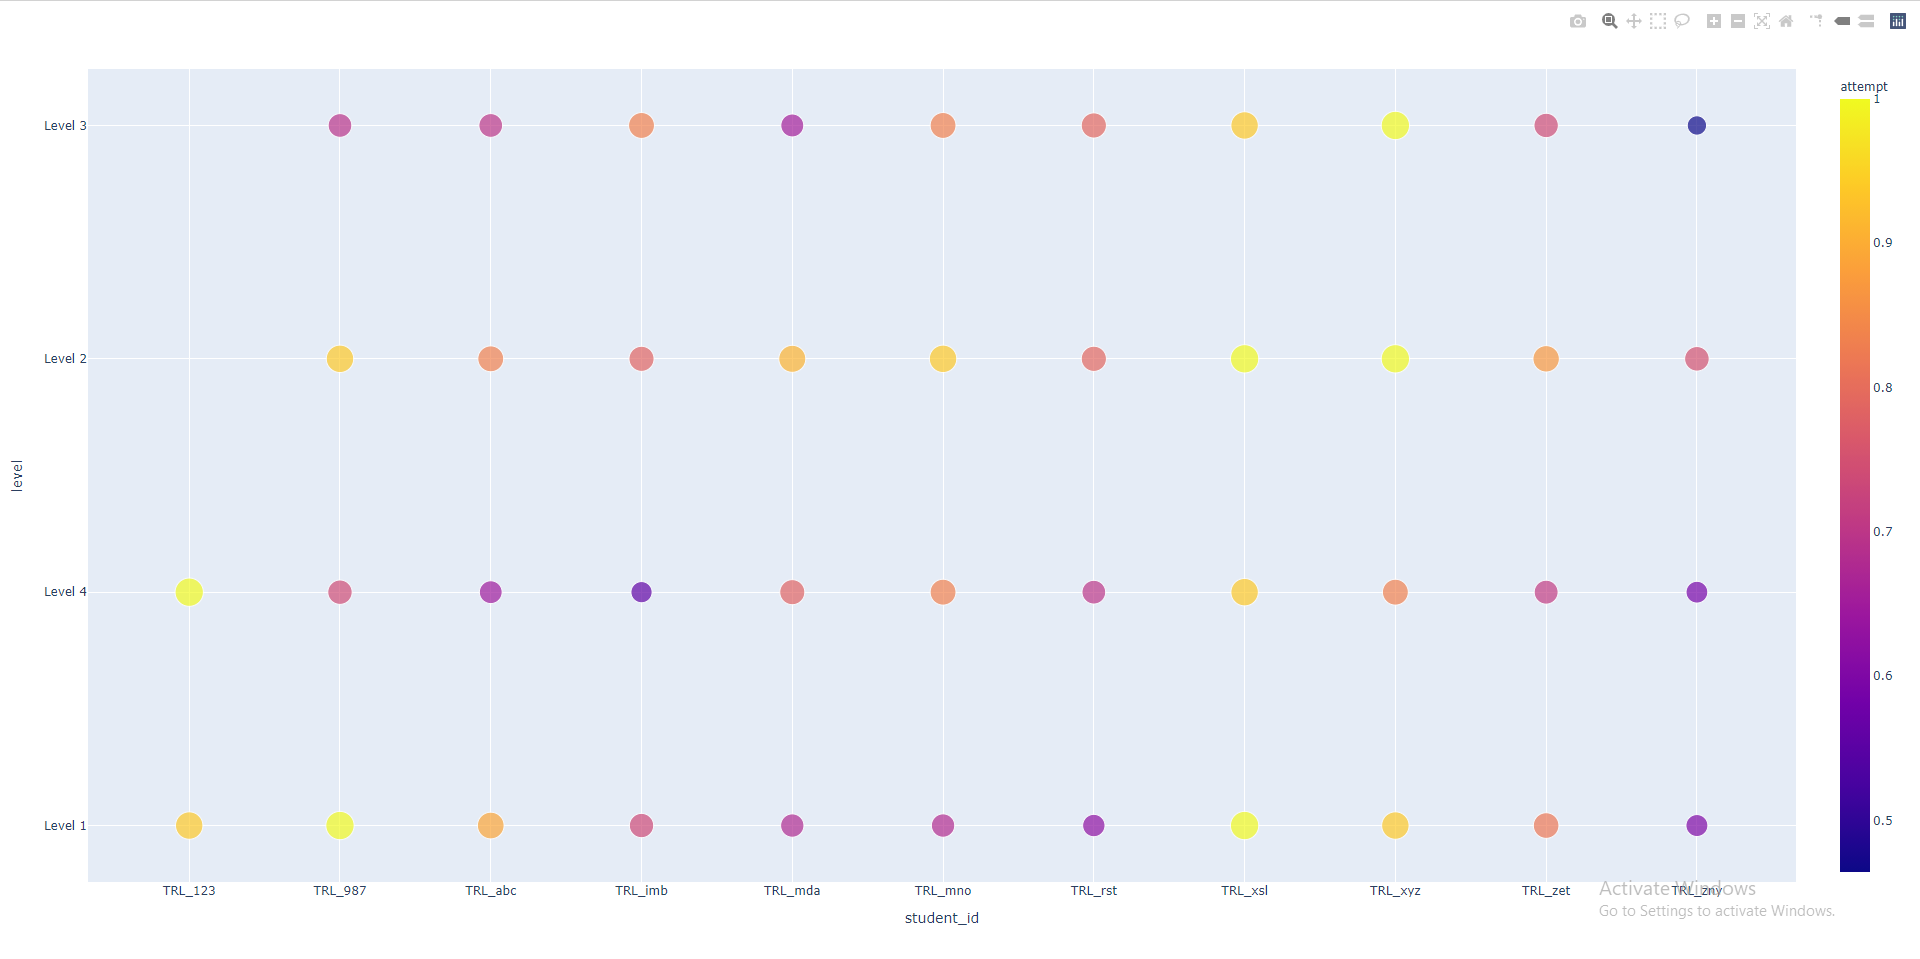 attempt
1
0.9
0.8
0.7
0.6
0.5
Level 3
Level 2
Level 4
Level 1
level
TRL_123 TRL_987 TRL_abc TRL_imb TRL_mda TRL_mno TRL_rst TRL_xsl TRL_xyz TRL_zet TRL_zny
student_id
Activate Windows
Go to Settings to activate Windows.